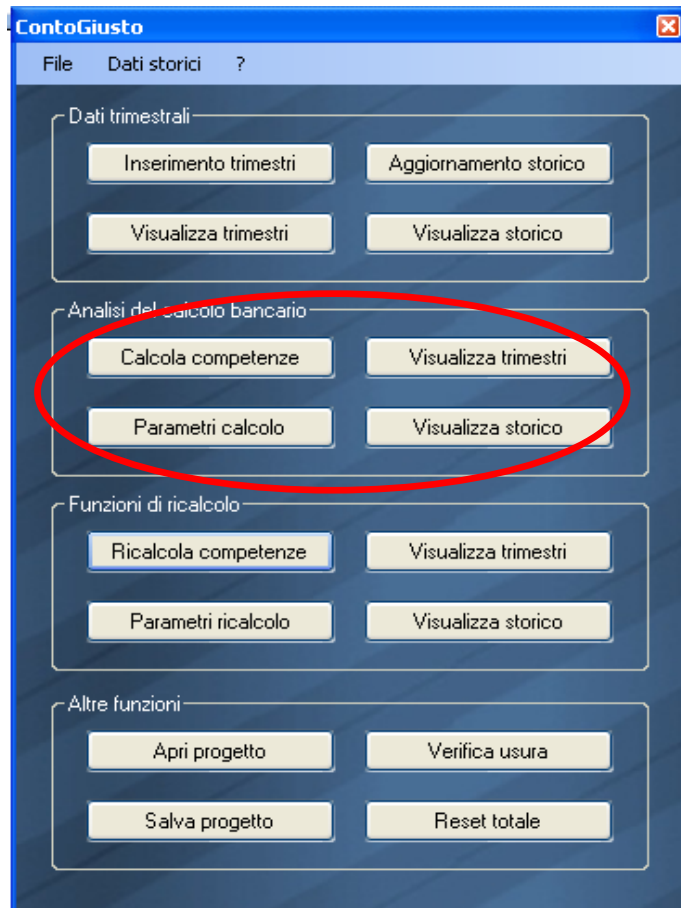 ContoGiusto
File Dati storici ?
Dati trimestrali
Inserimento trimestri Aggiornamento storico
Visualizza trimestri Visualizza storico
Analisi del calcolo bancario
Calcola competenze Visualizza trimestri
Parametri calcolo Visualizza storico
Funzioni di ricalcolo
Ricalcola competenze Visualizza trimestri
Parametri ricalcolo Visualizza storico
Altre funzioni
Apri progetto Verifica usura
Salva progetto Reset totale